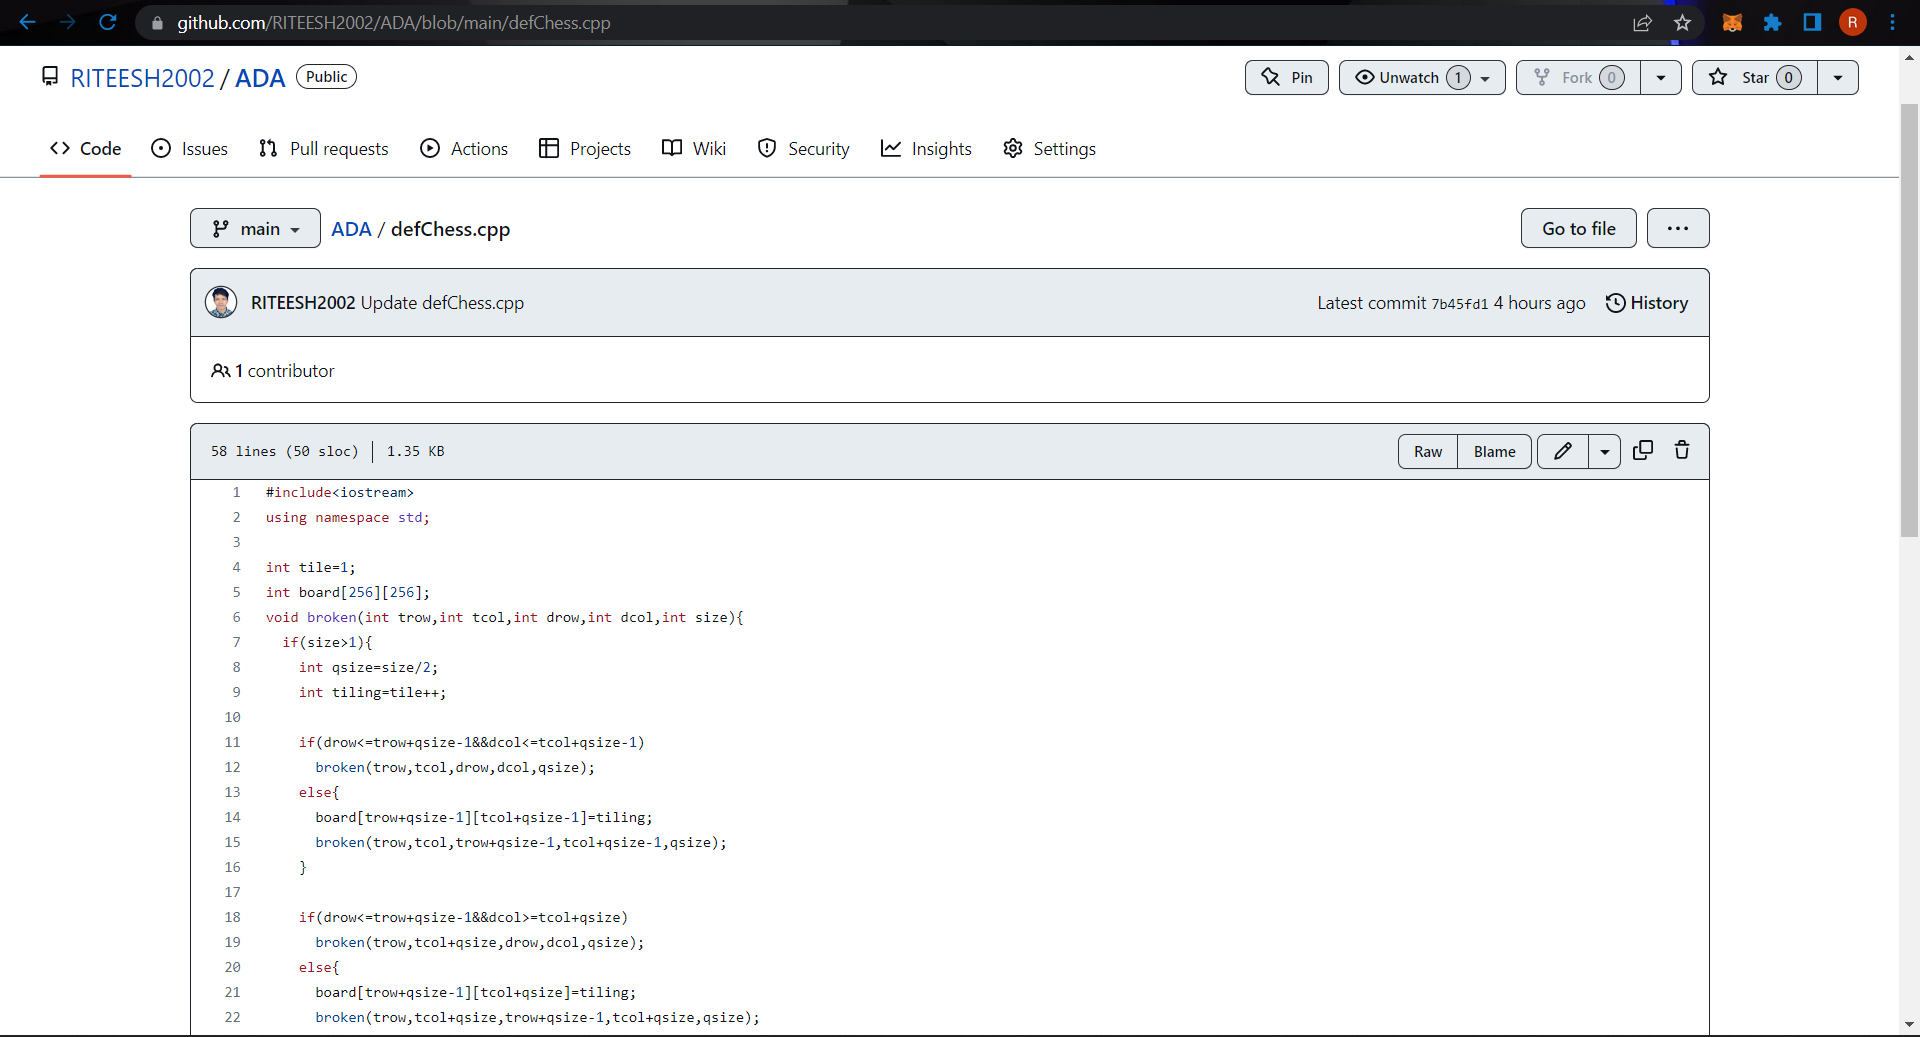 github.com/RITEESH2002/ADA/blob/main/defChess.cpp
R
RITEESH2002 / ADA Public
Pin
Unwatch 1
Fork 0
Star 0
Code Issues Pull requests Actions Projects Wiki Security Insights Settings
main ADA / defChess.cpp Go to file ...
RITEESH2002 Update defChess.cpp Latest commit 7b45fd1 4 hours ago History
1 contributor
58 lines (50 sloc) 1.35 KB Raw Blame
1 #include<iostream>
2 using namespace std;
3
4 int tile=1;
5 int board[256][256];
6 void broken(int trow,int tcol,int drow,int dcol,int size){
7 if(size>1){
8 int qsize=size/2;
9 int tiling=tile++;
10
11 if(drow<=trow+qsize-1&&dcol<=tcol+qsize-1)
12 broken(trow,tcol,drow,dcol,qsize);
13 else{
14 board[trow+qsize-1][tcol+qsize-1]=tiling;
15 broken(trow,tcol,trow+qsize-1,tcol+qsize-1,qsize);
16 }
17
18 if(drow<=trow+qsize-1&&dcol>=tcol+qsize)
19 broken(trow,tcol+qsize,drow,dcol,qsize);
20 else{
21 board[trow+qsize-1][tcol+qsize]=tiling;
22 broken(trow,tcol+qsize,trow+qsize-1,tcol+qsize,qsize);